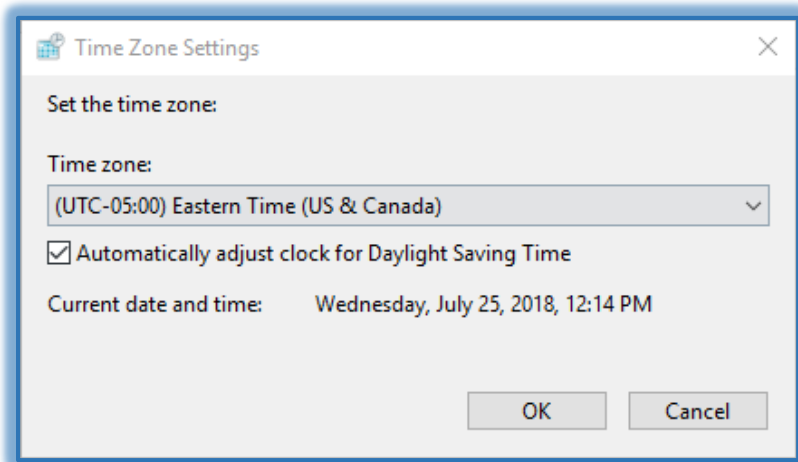 Time Zone Settings
Set the time zone:
Time zone:
(UTC-05:00) Eastern Time (US & Canada)
Automatically adjust clock for Daylight Saving Time
Current date and time: Wednesday, July 25, 2018, 12:14 PM
OK Cancel